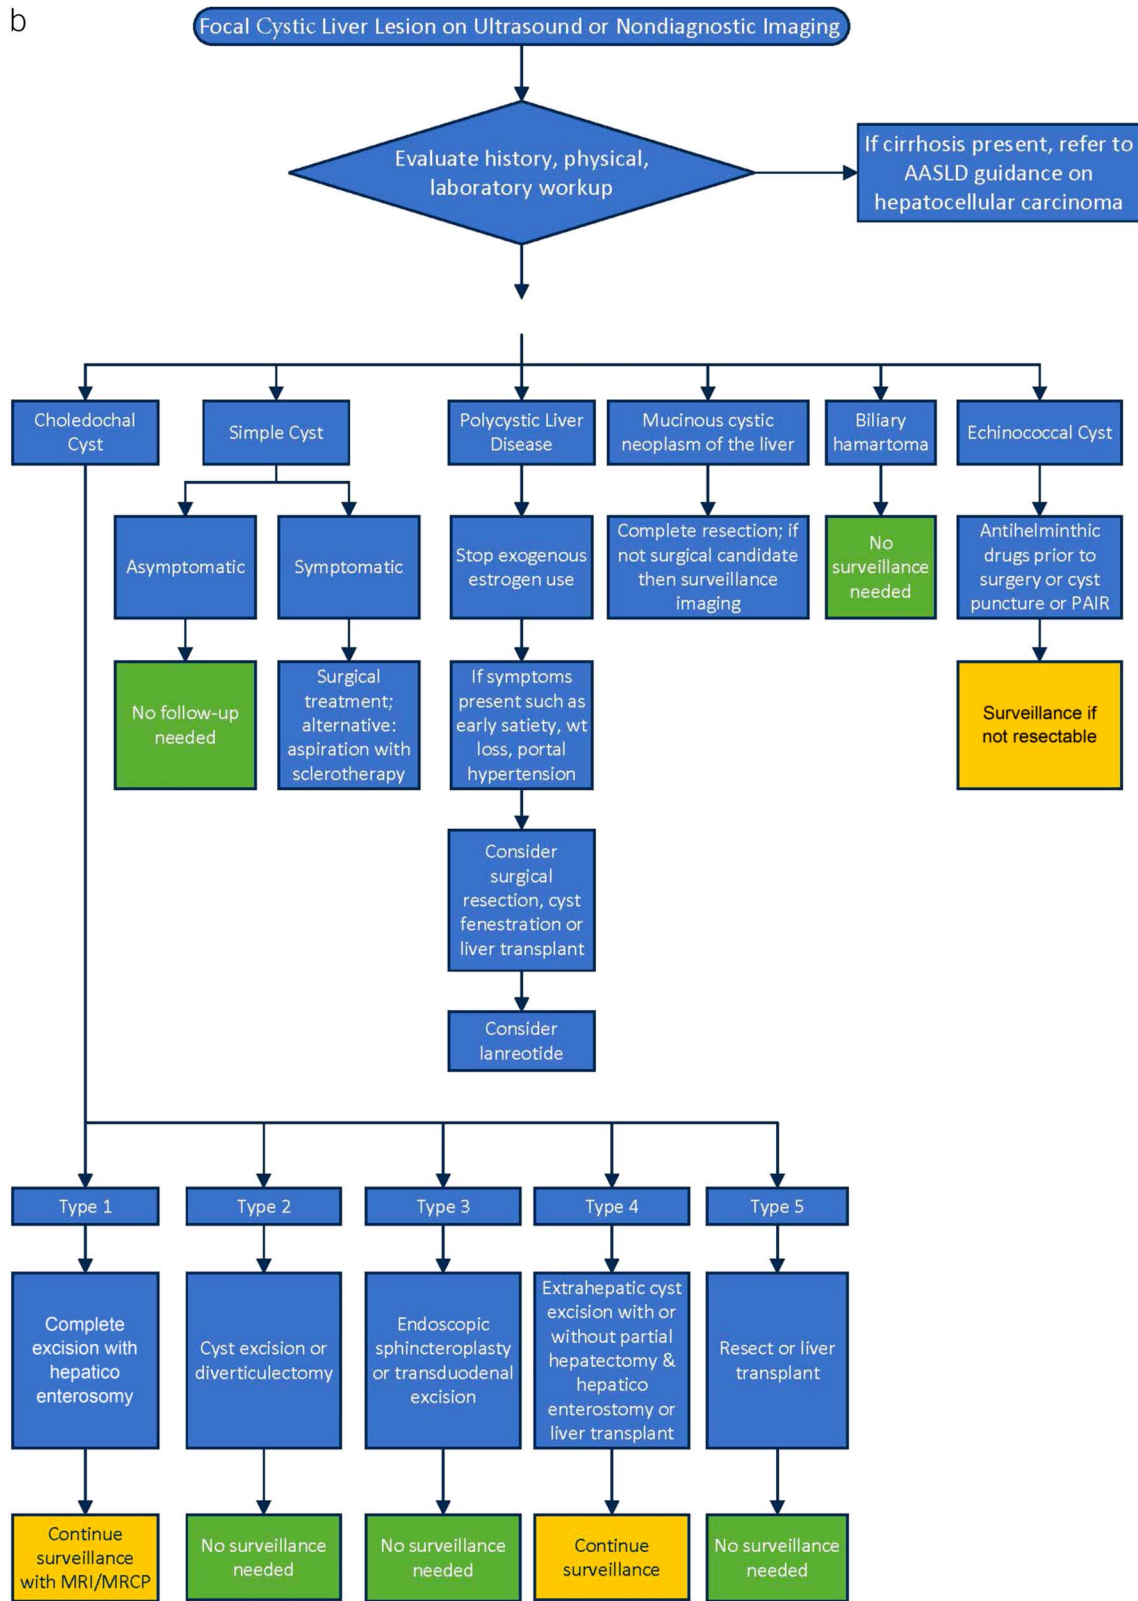 b
Focal Cystic Liver Lesion on Ultrasound or Nondiagnostic Imaging
Evaluate history, physical,
laboratory workup
If cirrhosis present, refer to
AASLD guidance on
hepatocellular carcinoma
Choledochal
Cyst
Simple Cyst
Polycystic Liver
Disease
Mucinous cystic
neoplasm of the liver
Biliary
hamartoma
Echinococcal Cyst
Asymptomatic
Symptomatic
Stop exogenous
estrogen use
Complete resection; if
not surgical candidate
then surveillance
imaging
No
surveillance
needed
Antihelminthic
drugs prior to
surgery or cyst
puncture or PAIR
No follow-up
needed
Surgical
treatment;
alternative:
aspiration with
sclerotherapy
If symptoms
present such as
early satiety, wt
loss, portal
hypertension
Surveillance if
not resectable
Consider
surgical
resection, cyst
fenestration or
liver transplant
Consider
lanreotide
Type 1
Type 2
Type 3
Type 4
Type 5
Complete
excision with
hepatico
enterosomy
Cyst excision or
diverticulectomy
Endoscopic
sphincteroplasty
or transduodenal
excision
Extrahepatic cyst
excision with or
without partial
hepatectomy &
hepatico
enterostomy or
liver transplant
Resect or liver
transplant
Continue
surveillance
with MRI/MRCP
No surveillance
needed
No surveillance
needed
Continue
surveillance
No surveillance
needed